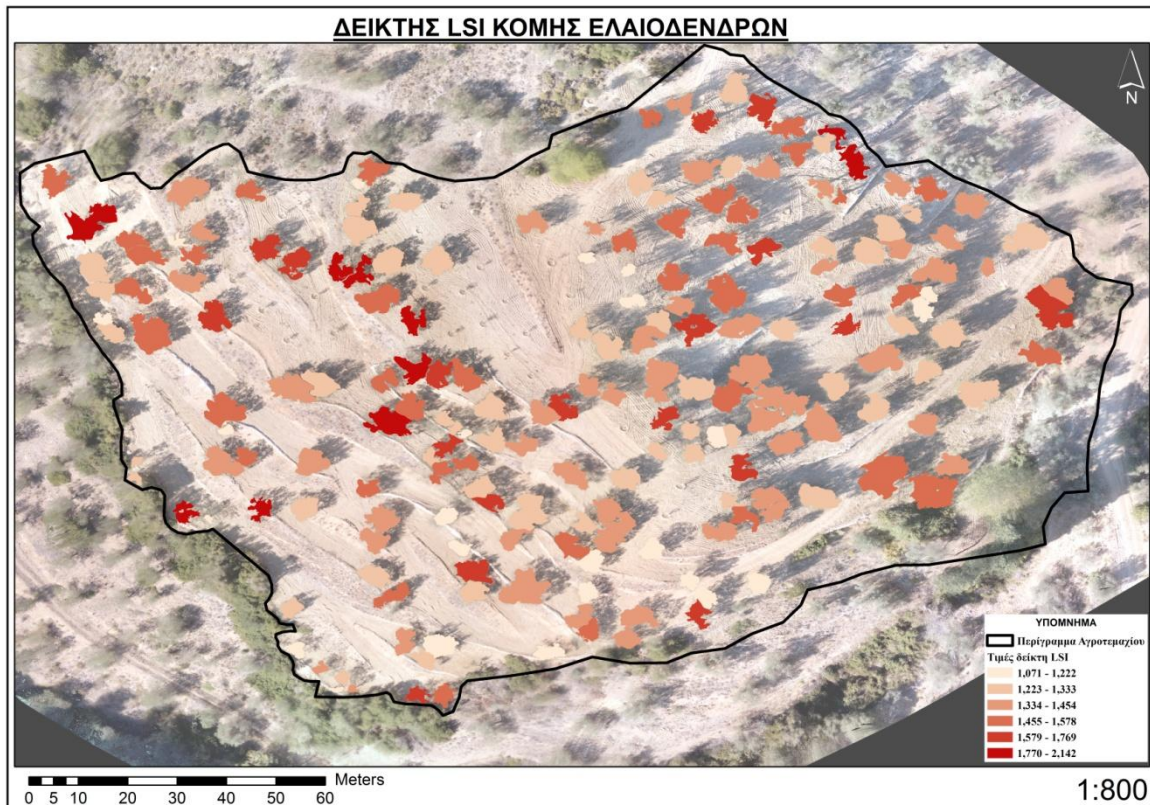 ΔΕΙΚΤΗΣ LSI ΚΟΜΗΣ ΕΛΑΙΟΔΕΝΔΡΩΝ
N
ΥΠΟΜΝΗΜΑ
Περίγραμμα Αγροτεμαχίου
Τιμές δείκτη LSI
1,071 - 1,222
1,223 - 1,333
1,334 - 1,454
1,455 - 1,578
1,579 - 1,769
1,770 - 2,142
Meters
0 5 10 20 30 40 50 60
1:800